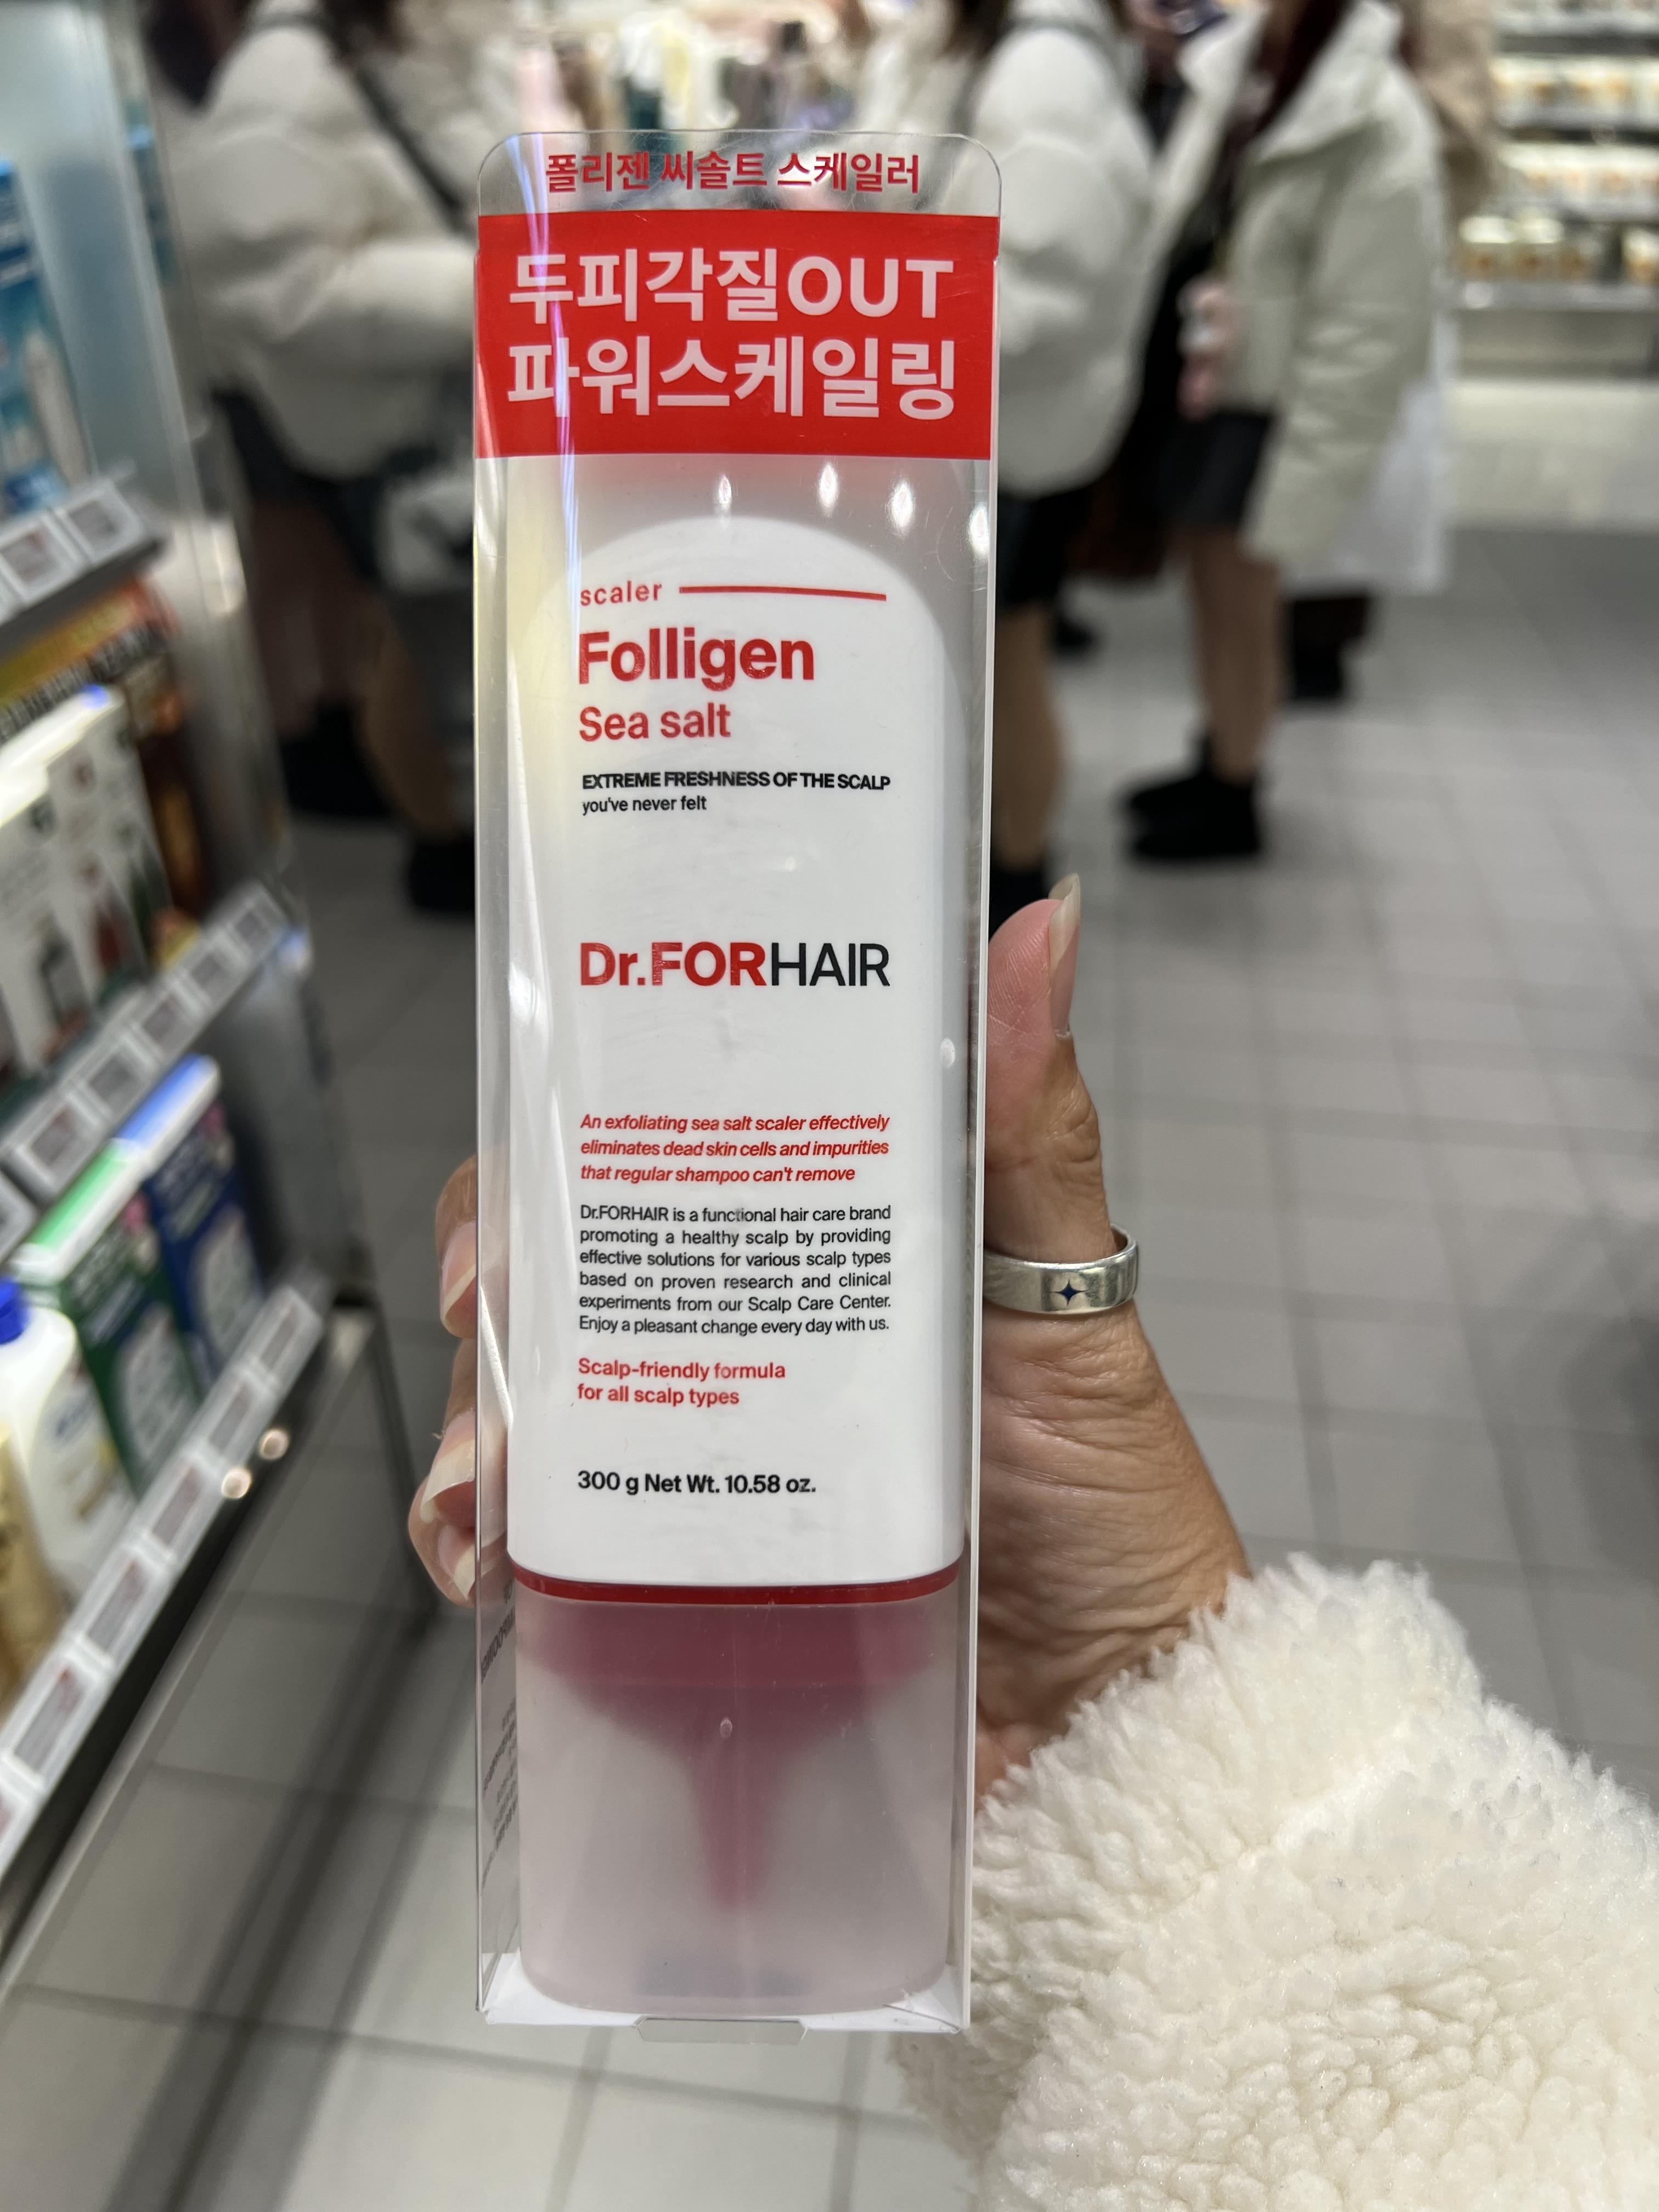 폴리젠 씨솔트 스케일러
두피각질OUT
파워스케일링
scaler
Folligen
Sea salt
EXTREME FRESHNESS OF THE SCALP
you've never felt
Dr.FORHAIR
An exfoliating sea salt scaler effectively
eliminates dead skin cells and impurities
that regular shampoo can't remove
Dr.FORHAIR is a functional hair care brand
promoting a healthy scalp by providing
effective solutions for various scalp types
based on proven research and clinical
experiments from our Scalp Care Center.
Enjoy a pleasant change every day with us.
Scalp-friendly formula
for all scalp types
300 g Net Wt. 10.58 oz.